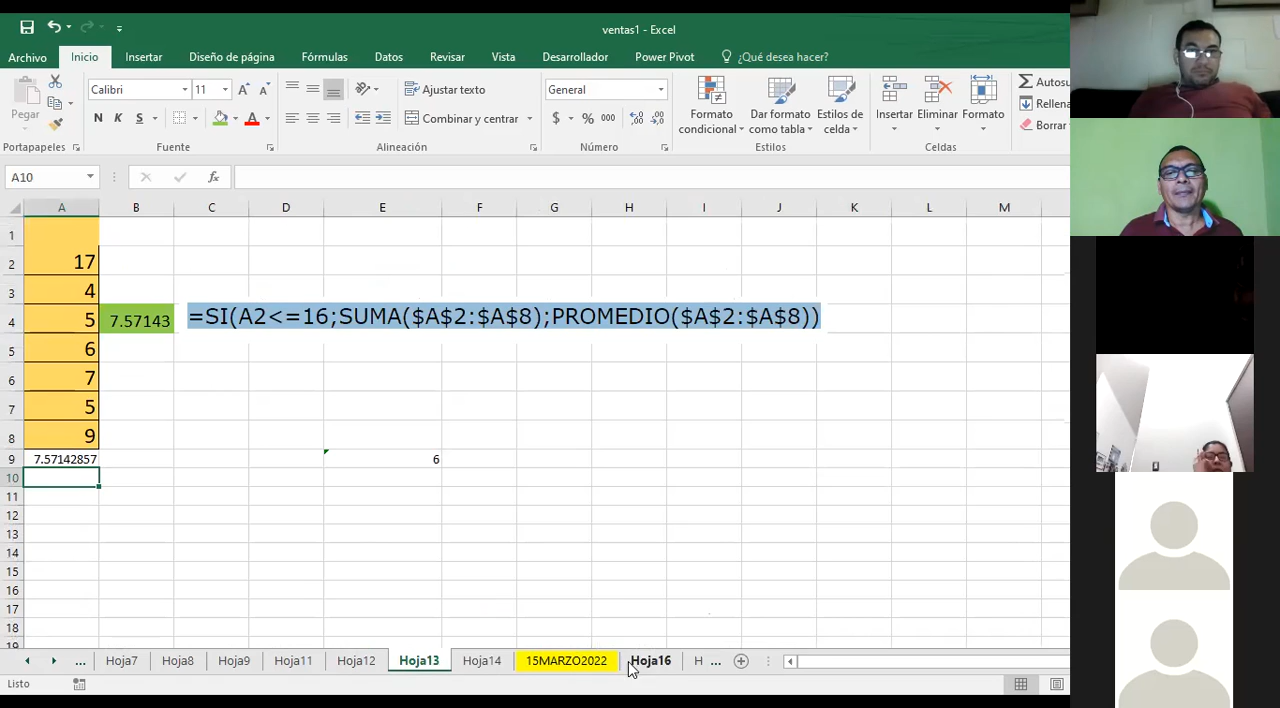 ventas1 - Excel
Archivo Inicio Insertar Diseño de página Fórmulas Datos Revisar Vista Desarrollador Power Pivot ¿Qué desea hacer?
Pegar
Calibri 11
N K S
Ajustar texto
Combinar y centrar
General
$ % 000
Formato condicional
Dar formato como tabla
Estilos de celda
Insertar Eliminar Formato
Autosu
Rellena
Borrar
Portapapeles Fuente Alineación Número Estilos Celdas
A10 fx
A B C D E G H I J K L M
1
2 17
3 4
4 5 7.57143 =SI(A2<=16;SUMA($A$2:$A$8);PROMEDIO($A$2:$A$8))
5 6
6 7
7 5
8 9
9 7.57142857 6
10
11
12
13
14
15
16
17
18
19
... Hoja7 Hoja8 Hoja9 Hoja11 Hoja12 Hoja13 Hoja14 15MARZO2022 Hoja16 H ...
Listo